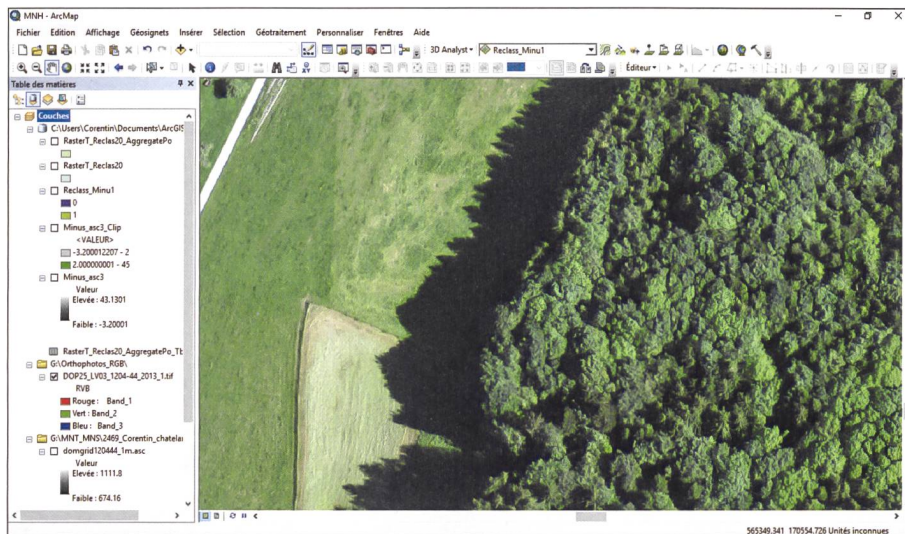 MNH - ArcMap
Fichier Edition Affichage Géosignets Insérer Sélection Géotraitement Personnaliser Fenêtres Aide
3D Analyst Reclass_Minu1
Éditeur
Table des matières
Couches
C:\Users\Corentin\Documents\ArcGIS
RasterT_Reclas20_AggregatePo
RasterT_Reclas20
Reclass_Minu1
0
1
Minus_asc3_Clip
<VALEUR>
-3.200012207 - 2
2.000000001 - 45
Minus_asc3
Valeur
Elevée : 43.1301
Faible : -3.20001
RasterT_Reclas20_AggregatePo_Tb
G:\Orthophotos_RGB\
DOP25_LV03_1204-44_2013_1.tif
RVB
Rouge : Band_1
Vert : Band_2
Bleu : Band_3
G:\MNT_MNS\2469_Corentin_chatelai
domgrid120444_1m.asc
Valeur
Elevée : 1111.8
Faible : 674.16
565349.341 170554.726 Unités inconnues